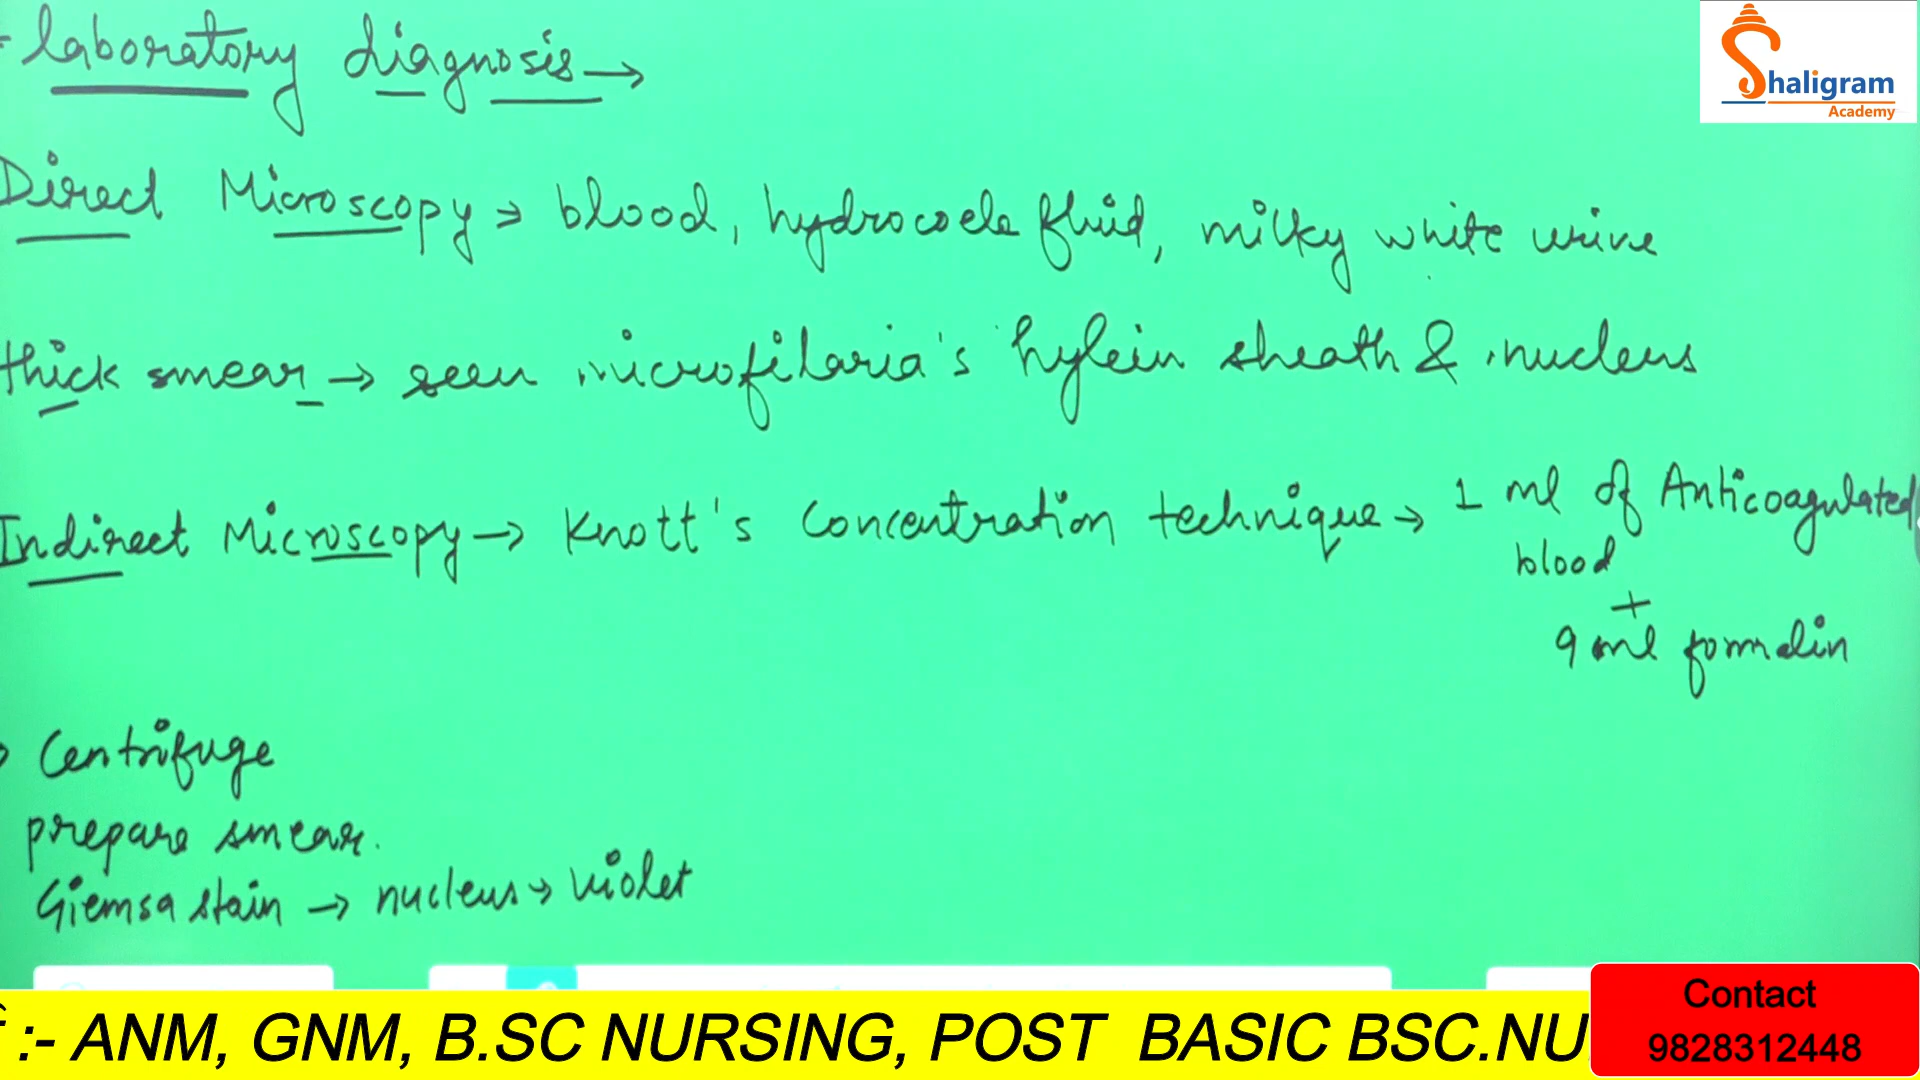 laboratory diagnosis →
Shaligram
Academy
Direct Microscopy → blood, hydrocoele fluid, milky white urine
thick smear → seen microfilaria's hylein sheath & nucleus
Indirect Microscopy → Knott's Concentration technique → 1 ml of Anticoagulated
blood
+
9 ml formalin
Centrifuge
prepare smear.
Giemsa stain → nucleus → violet
:- ANM, GNM, B.SC NURSING, POST BASIC BSC.NU
Contact
9828312448